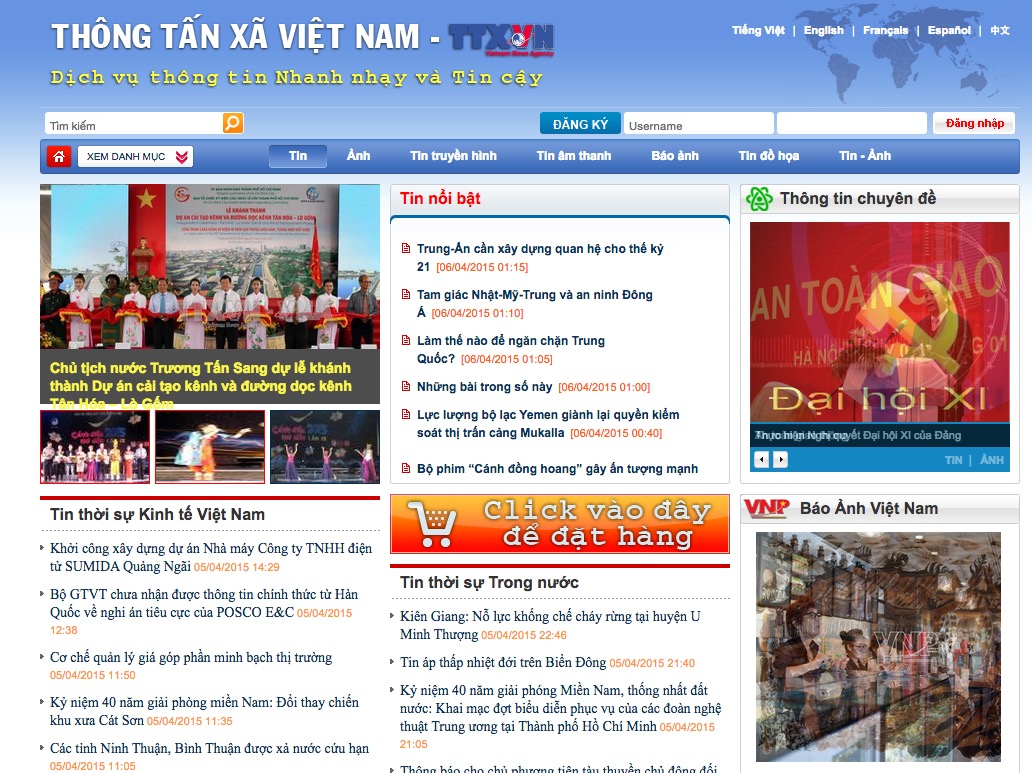 THÔNG TẤN XÃ VIỆT NAM - TTXVN
Vietnam News Agency
Dịch vụ thông tin Nhanh nhạy và Tin cậy
Tiếng Việt | English | Français | Español | 中文
Tìm kiếm
ĐĂNG KÝ
Username
Đăng nhập
XEM DANH MỤC
Tin
Ảnh
Tin truyền hình
Tin âm thanh
Báo ảnh
Tin đồ họa
Tin - Ảnh
LỄ KHÁNH THÀNH
DỰ ÁN CẢI TẠO KÊNH VÀ ĐƯỜNG DỌC KÊNH TÂN HÓA - LÒ GỐM
Chủ tịch nước Trương Tấn Sang dự lễ khánh
thành Dự án cải tạo kênh và đường dọc kênh
Tân Hóa – Lò Gốm
Tin nổi bật
Trung-Ấn cần xây dựng quan hệ cho thế kỷ
21 [06/04/2015 01:15]
Tam giác Nhật-Mỹ-Trung và an ninh Đông
Á [06/04/2015 01:10]
Làm thế nào để ngăn chặn Trung
Quốc? [06/04/2015 01:05]
Những bài trong số này [06/04/2015 01:00]
Lực lượng bộ lạc Yemen giành lại quyền kiểm
soát thị trấn cảng Mukalla [06/04/2015 00:40]
Bộ phim “Cánh đồng hoang” gây ấn tượng mạnh
Thông tin chuyên đề
AN TOÀN GIAO
HÀ NỘI
Đại hội XI
quyết Đại hội XI của Đảng
TIN | ẢNH
Tin thời sự Kinh tế Việt Nam
Khởi công xây dựng dự án Nhà máy Công ty TNHH điện
tử SUMIDA Quảng Ngãi 05/04/2015 14:29
Bộ GTVT chưa nhận được thông tin chính thức từ Hàn
Quốc về nghi án tiêu cực của POSCO E&C 05/04/2015
12:38
Cơ chế quản lý giá góp phần minh bạch thị trường
05/04/2015 11:50
Kỷ niệm 40 năm giải phóng miền Nam: Đổi thay chiến
khu xưa Cát Sơn 05/04/2015 11:35
Các tỉnh Ninh Thuận, Bình Thuận được xả nước cứu hạn
05/04/2015 11:05
Click vào đây
để đặt hàng
Tin thời sự Trong nước
Kiên Giang: Nỗ lực khống chế cháy rừng tại huyện U
Minh Thượng 05/04/2015 22:46
Tin áp thấp nhiệt đới trên Biển Đông 05/04/2015 21:40
Kỷ niệm 40 năm giải phóng Miền Nam, thống nhất đất
nước: Khai mạc đợt biểu diễn phục vụ của các đoàn nghệ
thuật Trung ương tại Thành phố Hồ Chí Minh 05/04/2015
21:05
Thông báo cho chủ phương tiện tàu thuyền chủ động đối
VNP Báo Ảnh Việt Nam
VNP